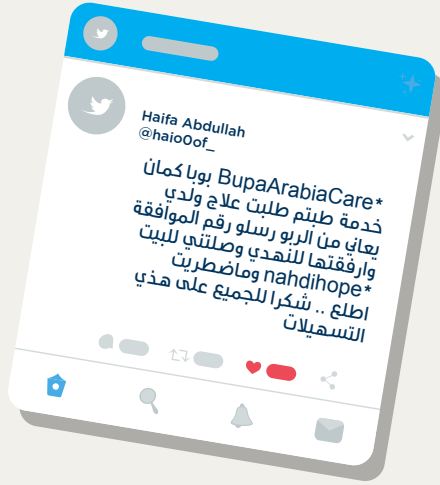 Haifa Abdullah
@haio0of_
*BupaArabiaCare بوبا كمان
خدمة طبتم طلبت علاج ولدي
يعاني من الربو رسلو رقم الموافقة
وارفقتها للنهدي وصلتني للبيت
*nahdihope وماضطريت
اطلع .. شكرا للجميع على هذي
التسهيلات